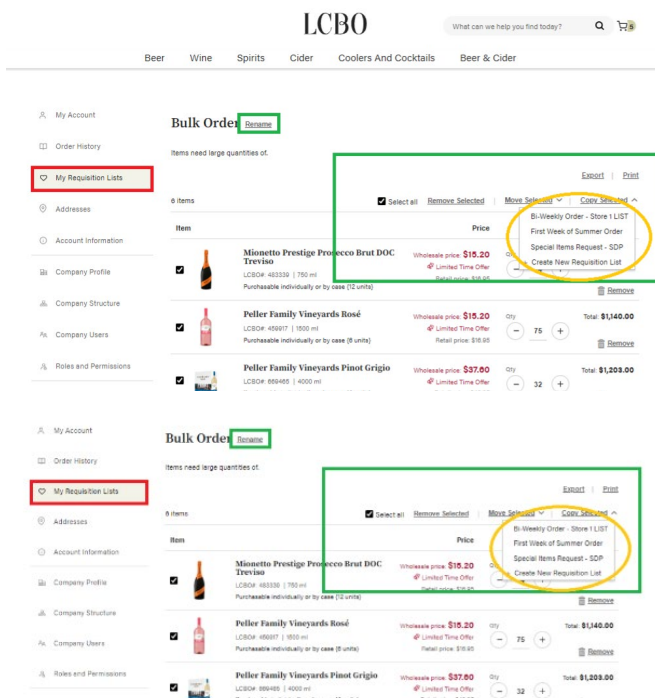 LCBO
What can we help you find today?
5
Beer Wine Spirits Cider Coolers And Cocktails Beer & Cider
My Account
Order History
My Requisition Lists
Addresses
Account Information
Company Profile
Company Structure
Company Users
Roles and Permissions
Bulk Order Rename
Items need large quantities of.
Export | Print
6 items Select all Remove Selected Move Selected Copy Selected
Bi-Weekly Order - Store 1 LIST
First Week of Summer Order
Special Items Request - SDP
Create New Requisition List
Item Price
Mionetto Prestige Prosecco Brut DOC
Treviso
LCBO#: 483339 | 750 ml
Purchasable individually or by case (12 units)
Wholesale price: $15.20
Limited Time Offer
Retail price: $16.95
Remove
Peller Family Vineyards Rosé
LCBO#: 459917 | 1500 ml
Purchasable individually or by case (6 units)
Wholesale price: $15.20
Limited Time Offer
Retail price: $16.95
Qty
- 75 +
Total: $1,140.00
Remove
Peller Family Vineyards Pinot Grigio
LCBO#: 669465 | 4000 ml
Wholesale price: $37.60
Limited Time Offer
Qty
- 32 +
Total: $1,203.00
My Account
Order History
My Requisition Lists
Addresses
Account Information
Company Profile
Company Structure
Company Users
Roles and Permissions
Bulk Order Rename
Items need large quantities of.
Export | Print
6 items Select all Remove Selected Move Selected Copy Selected
Bi-Weekly Order - Store 1 LIST
First Week of Summer Order
Special Items Request - SDP
Create New Requisition List
Item Price
Mionetto Prestige Prosecco Brut DOC
Treviso
LCBO#: 483339 | 750 ml
Purchasable individually or by case (12 units)
Wholesale price: $15.20
Limited Time Offer
Retail price: $16.95
Remove
Peller Family Vineyards Rosé
LCBO#: 459917 | 1500 ml
Purchasable individually or by case (6 units)
Wholesale price: $15.20
Limited Time Offer
Retail price: $16.95
Qty
- 75 +
Total: $1,140.00
Remove
Peller Family Vineyards Pinot Grigio
LCBO#: 669465 | 4000 ml
Wholesale price: $37.60
Limited Time Offer
Qty
- 32 +
Total: $1,203.00